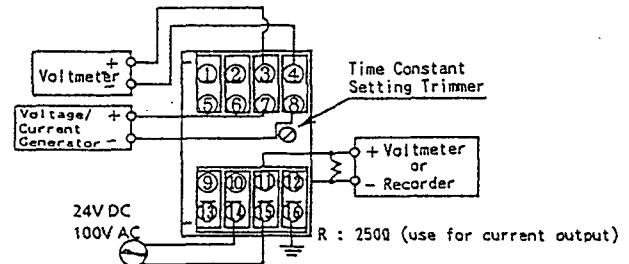 Voltmeter + -
① ② ③ ④
⑤ ⑥ ⑦ ⑧
Time Constant
Setting Trimmer
Voltage/ +
Current
Generator -
⑨ ⑩ ⑪ ⑫
⑬ ⑭ ⑮ ⑯
+ Voltmeter
or
- Recorder
24V DC
100V AC
R : 250Ω (use for current output)